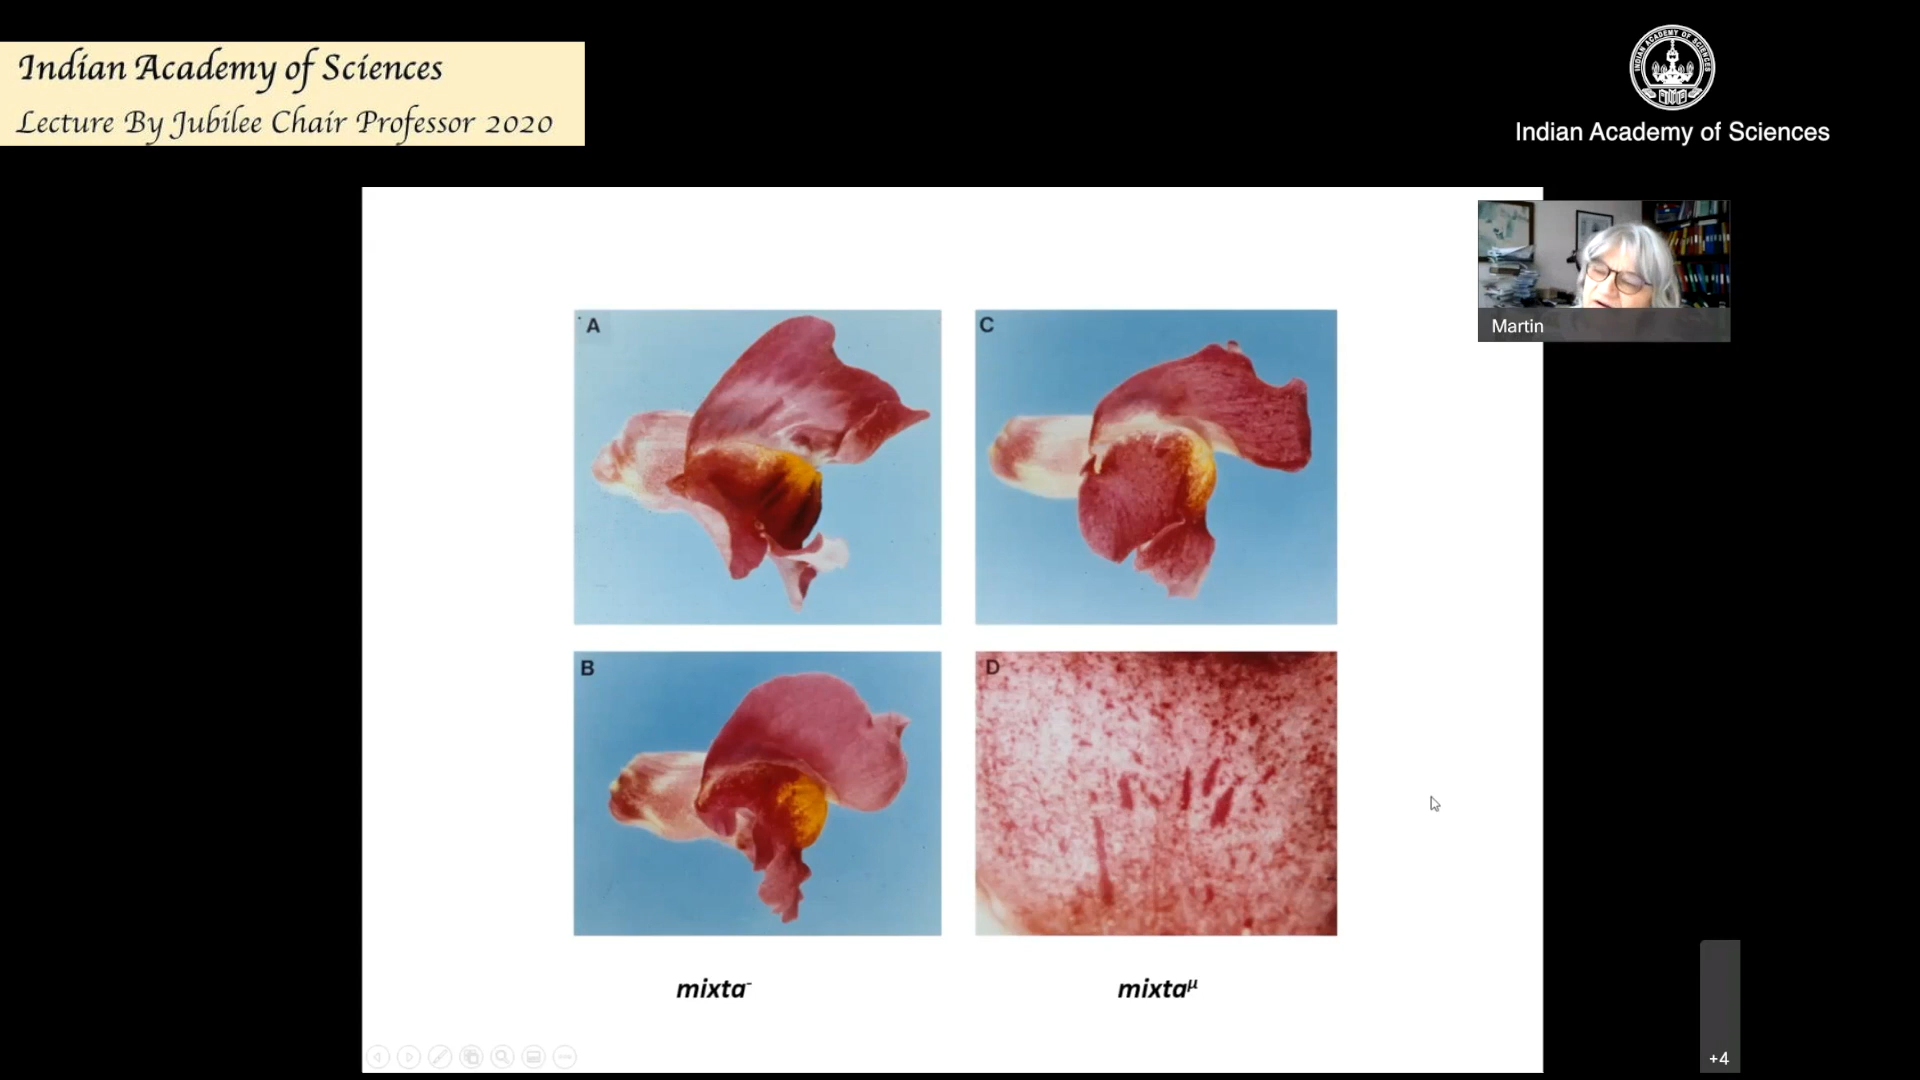 Indian Academy of Sciences
Lecture By Jubilee Chair Professor 2020
Indian Academy of Sciences
Martin
A
C
B
D
mixta⁻
mixtaᵘ
+4